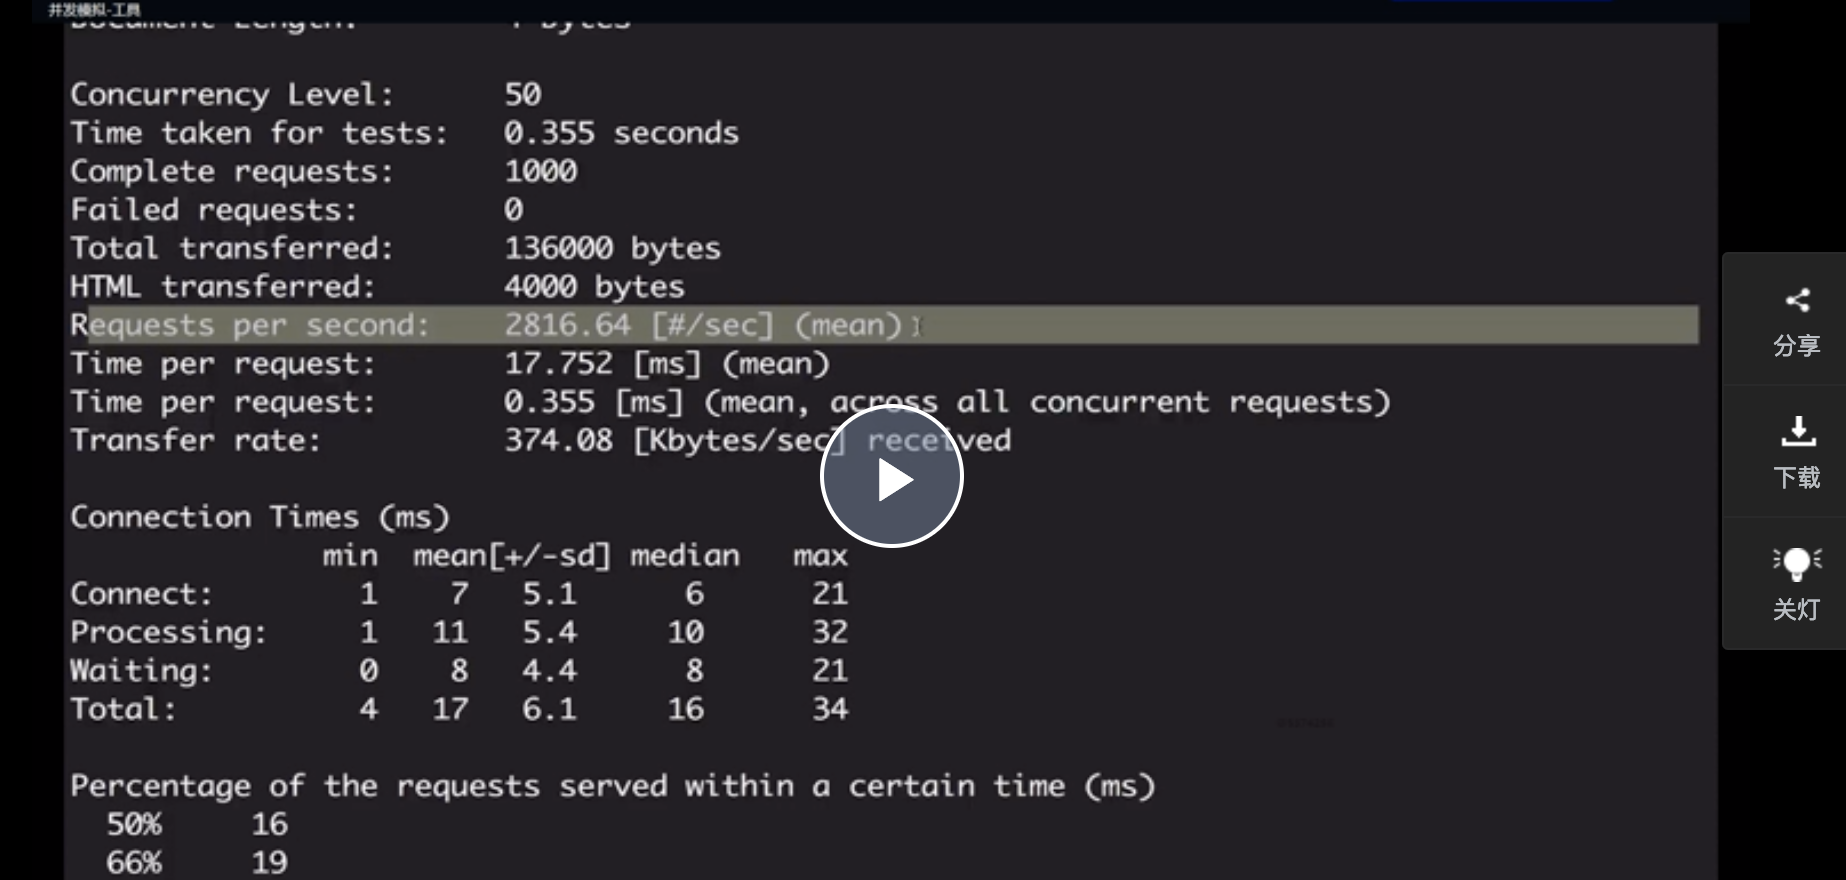 并发模拟-工具
Document Length: 4 bytes
Concurrency Level: 50
Time taken for tests: 0.355 seconds
Complete requests: 1000
Failed requests: 0
Total transferred: 136000 bytes
HTML transferred: 4000 bytes
Requests per second: 2816.64 [#/sec] (mean)
Time per request: 17.752 [ms] (mean)
Time per request: 0.355 [ms] (mean, across all concurrent requests)
Transfer rate: 374.08 [Kbytes/sec] received
Connection Times (ms)
min mean[+/-sd] median max
Connect: 1 7 5.1 6 21
Processing: 1 11 5.4 10 32
Waiting: 0 8 4.4 8 21
Total: 4 17 6.1 16 34
Percentage of the requests served within a certain time (ms)
50% 16
66% 19
分享
下载
关灯